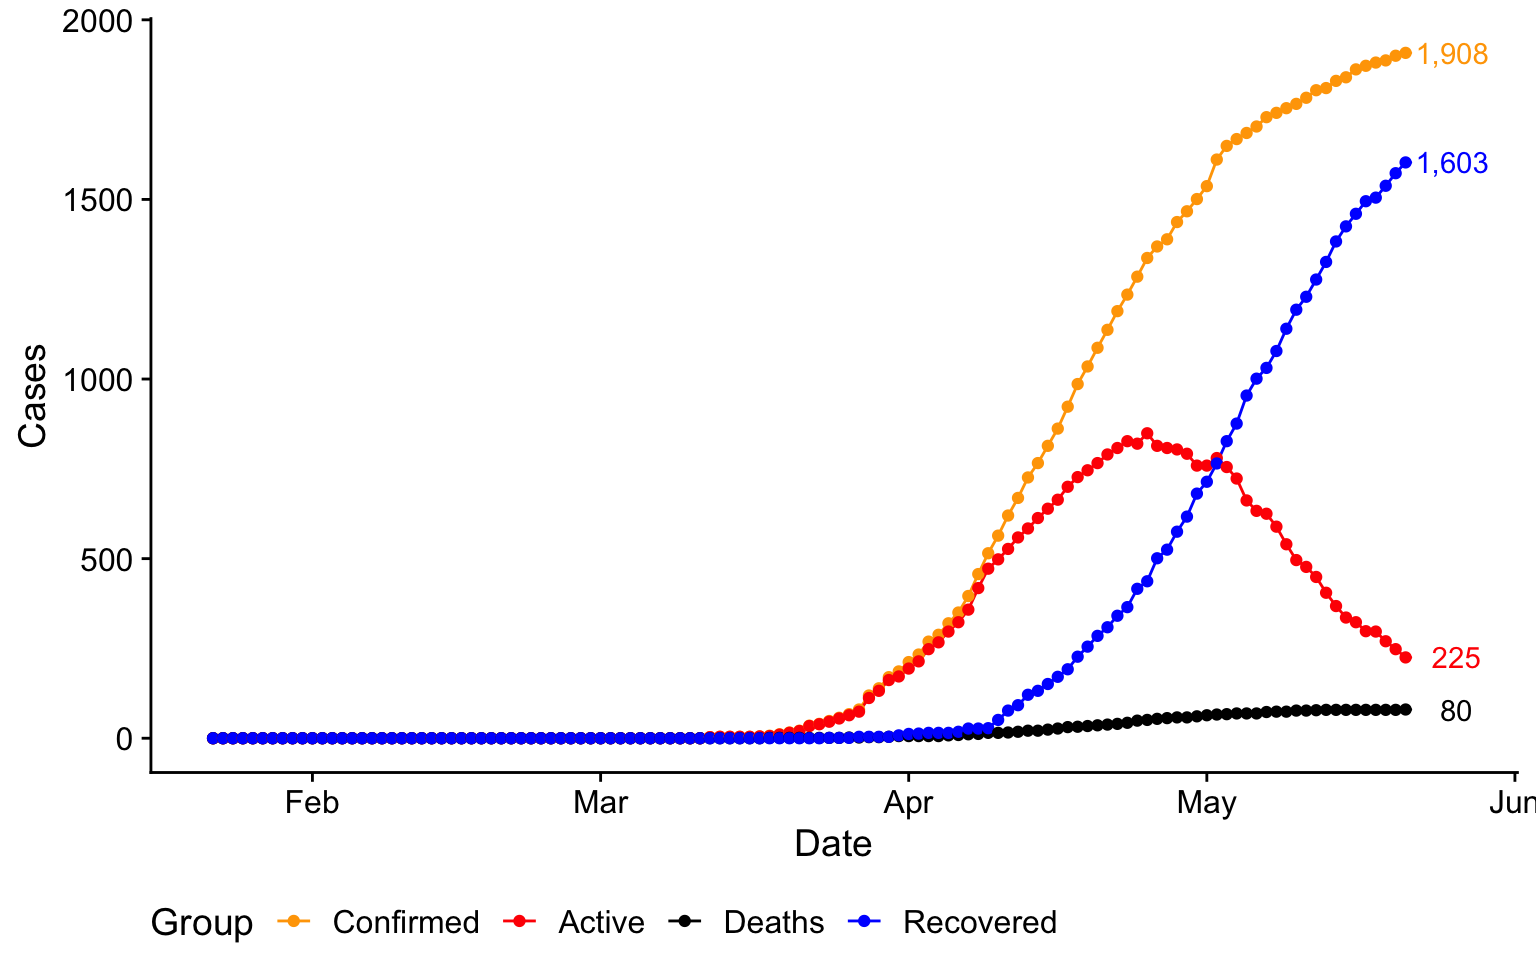 2000
1,908
1,603
1500
1000
Cases
500
225
80
0
Feb Mar Apr May Jun
Date
Group Confirmed Active Deaths Recovered